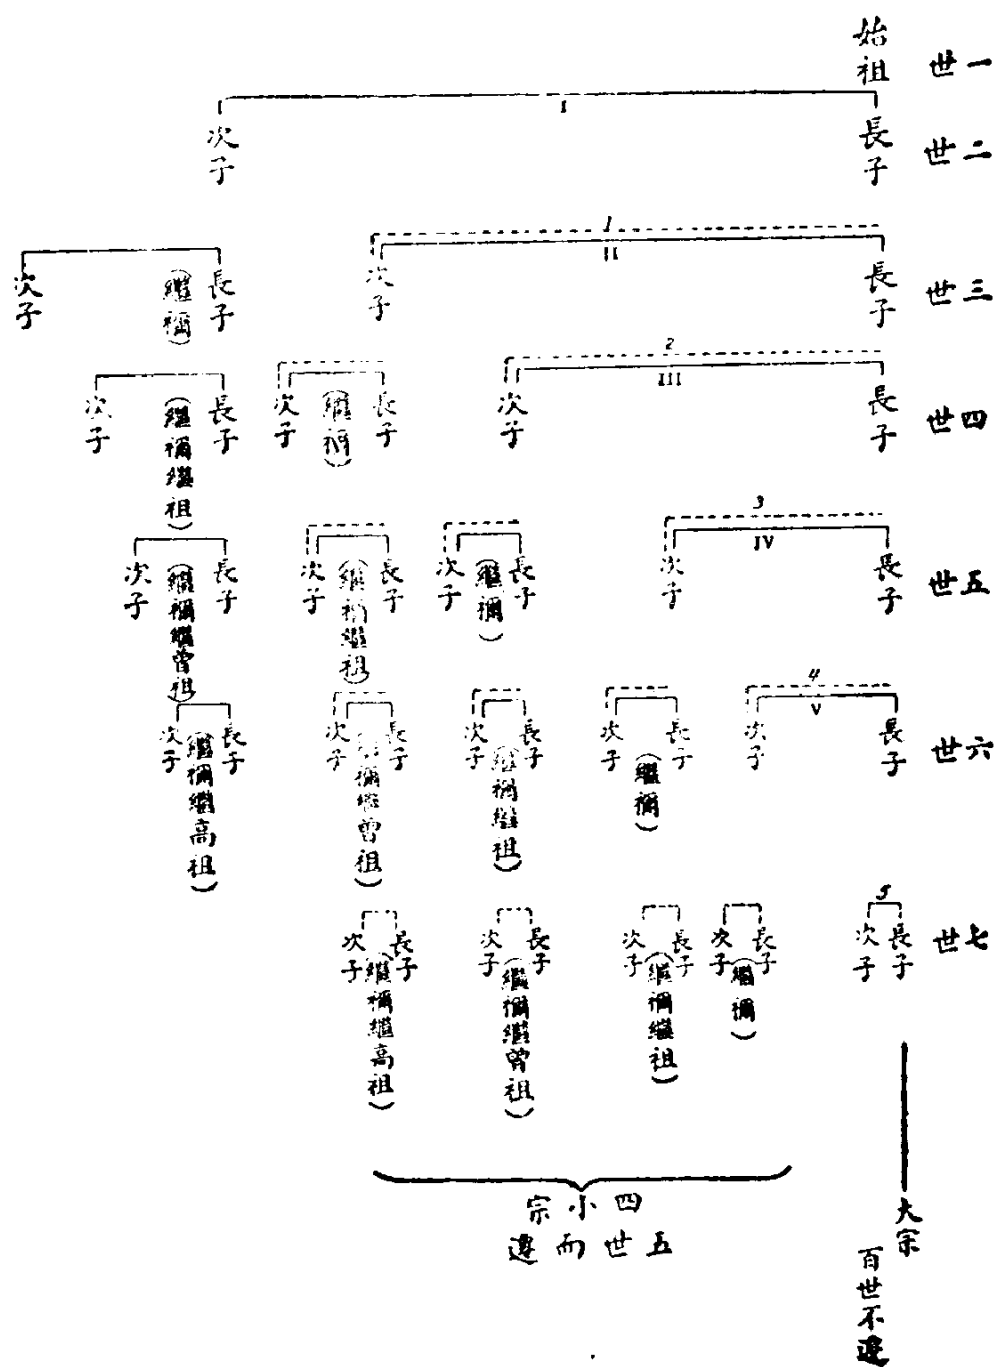 一世
始祖
I
二世
長子
次子
三世
1
II
長子
次子
長子
(繼禰)
次子
四世
2
III
長子
次子
長子
(繼禰)
次子
長子
(繼禰繼祖)
次子
五世
3
IV
長子
次子
長子
(繼禰)
次子
長子
(繼禰繼祖)
次子
長子
(繼禰繼曾祖)
次子
六世
4
V
長子
次子
長子
(繼禰)
次子
長子
(繼禰繼祖)
次子
長子
禰繼曾祖)
次子
長子
(繼禰繼高祖)
次子
七世
5
長子
次子
長子
(繼禰)
次子
長子
(繼禰繼祖)
次子
長子
(繼禰繼曾祖)
次子
長子
(繼禰繼高祖)
次子
大宗
百世不遷
四小宗
五世而遷